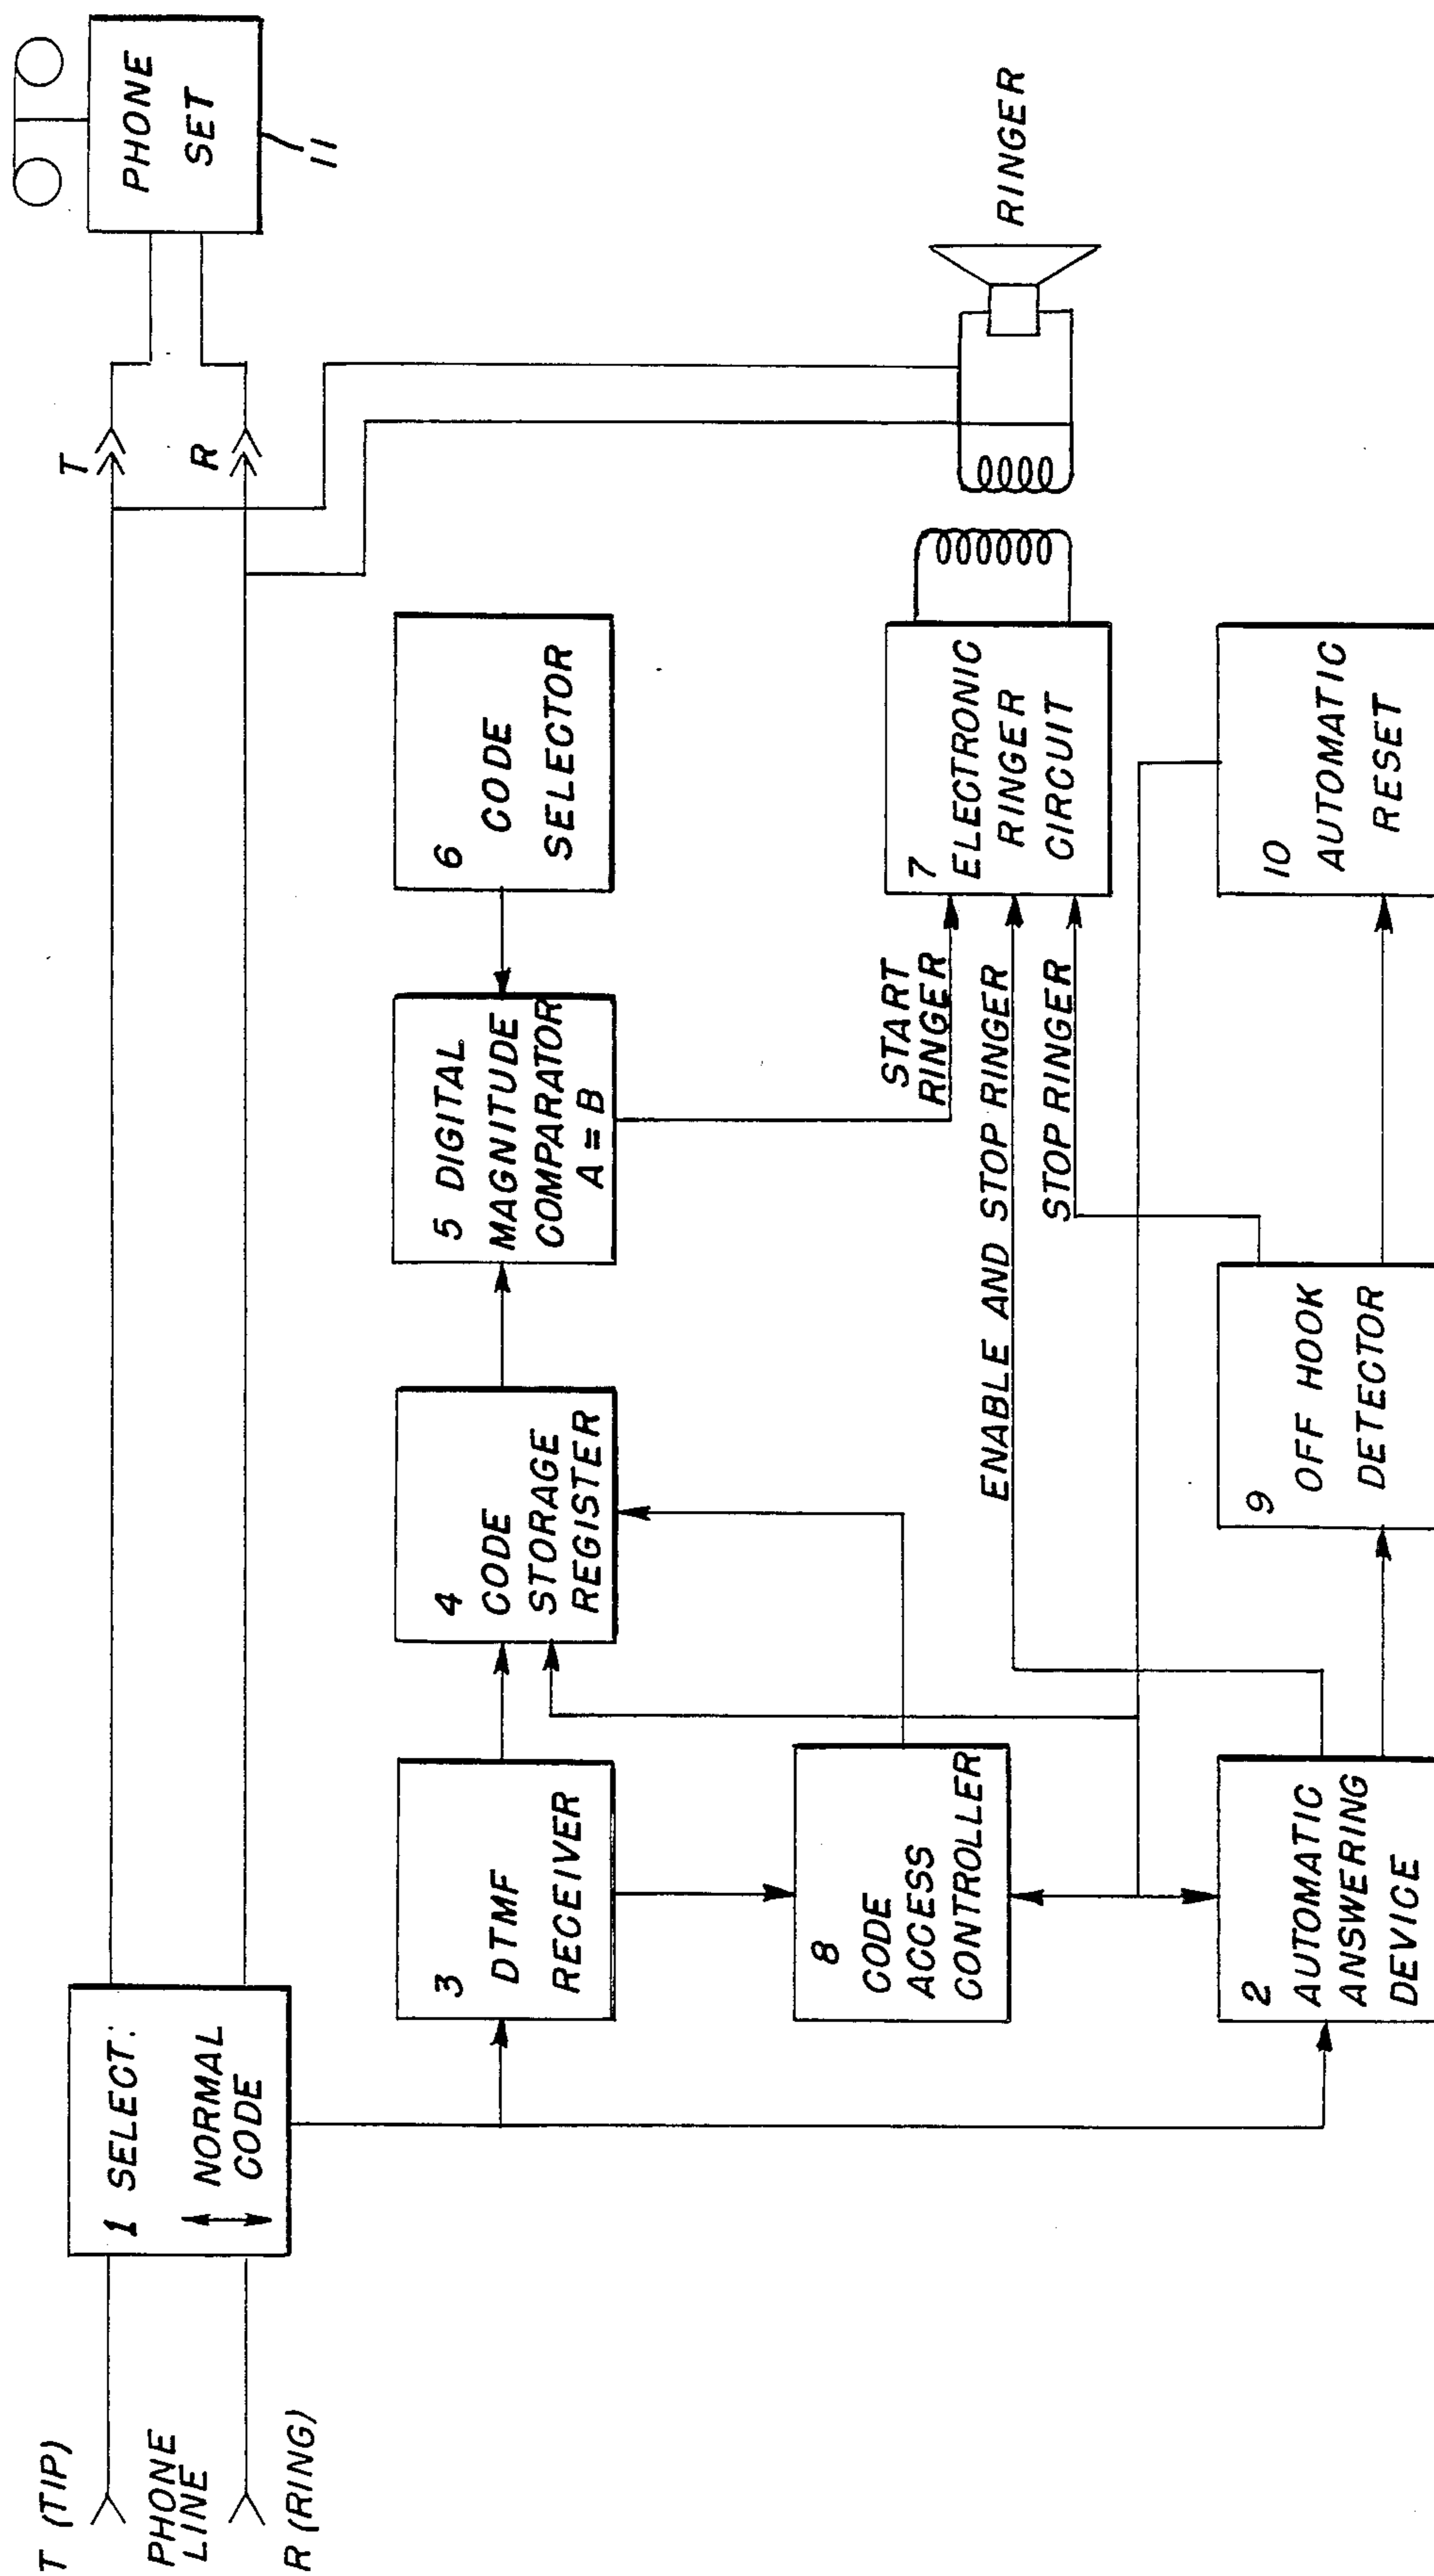 T (TIP)
PHONE
LINE
R (RING)
1 SELECT:
NORMAL
CODE
T
R
PHONE
SET
11
3
DTMF
RECEIVER
4
CODE
STORAGE
REGISTER
5 DIGITAL
MAGNITUDE
COMPARATOR
A = B
6
CODE
SELECTOR
8
CODE
ACCESS
CONTROLLER
START
RINGER
ENABLE AND STOP RINGER
STOP RINGER
7
ELECTRONIC
RINGER
CIRCUIT
RINGER
2
AUTOMATIC
ANSWERING
DEVICE
9
OFF HOOK
DETECTOR
10
AUTOMATIC
RESET